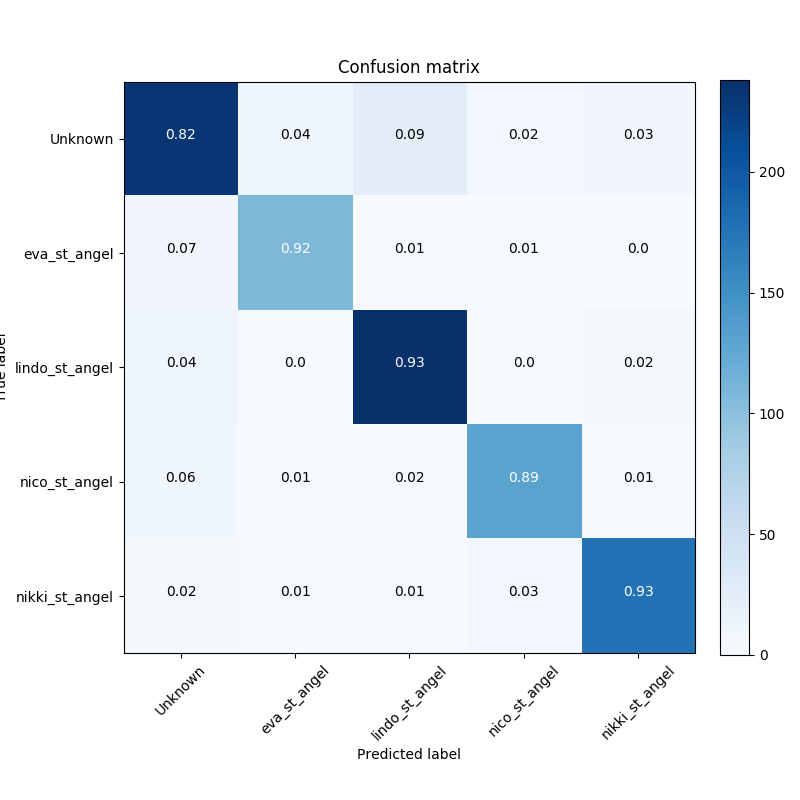 Confusion matrix
Unknown 0.82 0.04 0.09 0.02 0.03
eva_st_angel 0.07 0.92 0.01 0.01 0.0
lindo_st_angel 0.04 0.0 0.93 0.0 0.02
nico_st_angel 0.06 0.01 0.02 0.89 0.01
nikki_st_angel 0.02 0.01 0.01 0.03 0.93
Unknown eva_st_angel lindo_st_angel nico_st_angel nikki_st_angel
Predicted label
True label
200
150
100
50
0